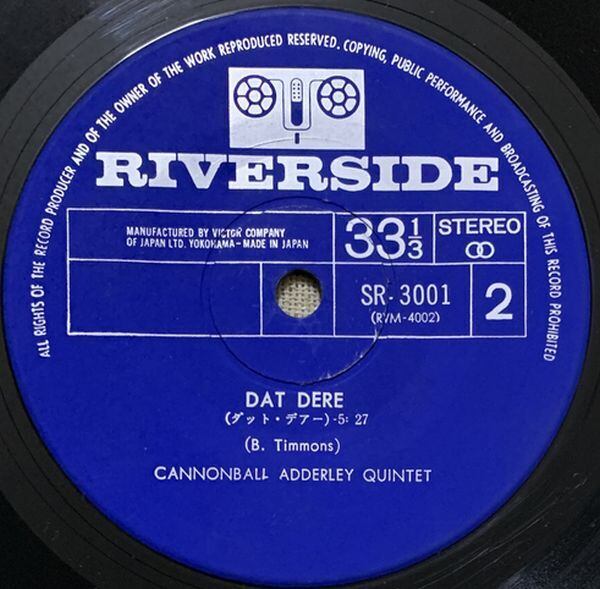 ALL RIGHTS OF THE RECORD PRODUCER AND OF THE OWNER OF THE WORK REPRODUCED RESERVED. COPYING, PUBLIC PERFORMANCE AND BROADCASTING OF THIS RECORD PROHIBITED
RIVERSIDE
MANUFACTURED BY VICTOR COMPANY
OF JAPAN LTD. YOKOHAMA-MADE IN JAPAN
33 1/3
STEREO
SR-3001
(RVM-4002)
2
DAT DERE
(ダット・デアー)-5:27
(B. Timmons)
CANNONBALL ADDERLEY QUINTET